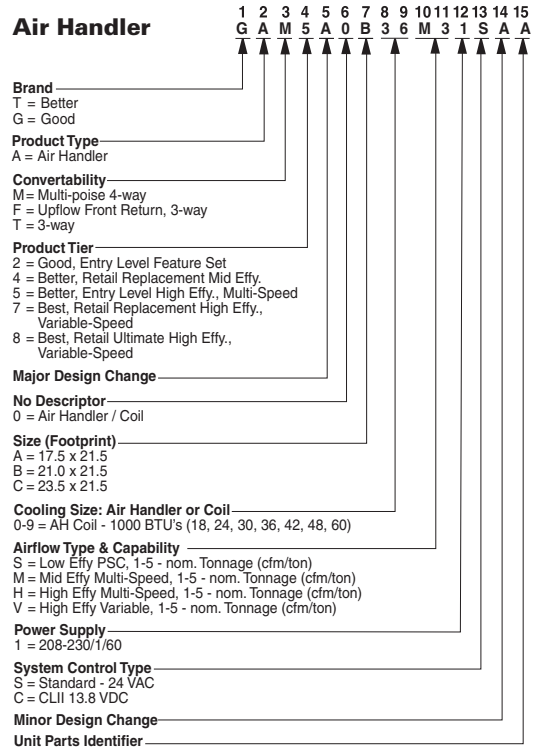 Air Handler
1 2 3 4 5 6 7 8 9 10 11 12 13 14 15
G A M 5 A 0 B 3 6 M 3 1 S A A
Brand
T = Better
G = Good
Product Type
A = Air Handler
Convertability
M = Multi-poise 4-way
F = Upflow Front Return, 3-way
T = 3-way
Product Tier
2 = Good, Entry Level Feature Set
4 = Better, Retail Replacement Mid Effy.
5 = Better, Entry Level High Effy., Multi-Speed
7 = Best, Retail Replacement High Effy.,
Variable-Speed
8 = Best, Retail Ultimate High Effy.,
Variable-Speed
Major Design Change
No Descriptor
0 = Air Handler / Coil
Size (Footprint)
A = 17.5 x 21.5
B = 21.0 x 21.5
C = 23.5 x 21.5
Cooling Size: Air Handler or Coil
0-9 = AH Coil - 1000 BTU's (18, 24, 30, 36, 42, 48, 60)
Airflow Type & Capability
S = Low Effy PSC, 1-5 - nom. Tonnage (cfm/ton)
M = Mid Effy Multi-Speed, 1-5 - nom. Tonnage (cfm/ton)
H = High Effy Multi-Speed, 1-5 - nom. Tonnage (cfm/ton)
V = High Effy Variable, 1-5 - nom. Tonnage (cfm/ton)
Power Supply
1 = 208-230/1/60
System Control Type
S = Standard - 24 VAC
C = CLII 13.8 VDC
Minor Design Change
Unit Parts Identifier